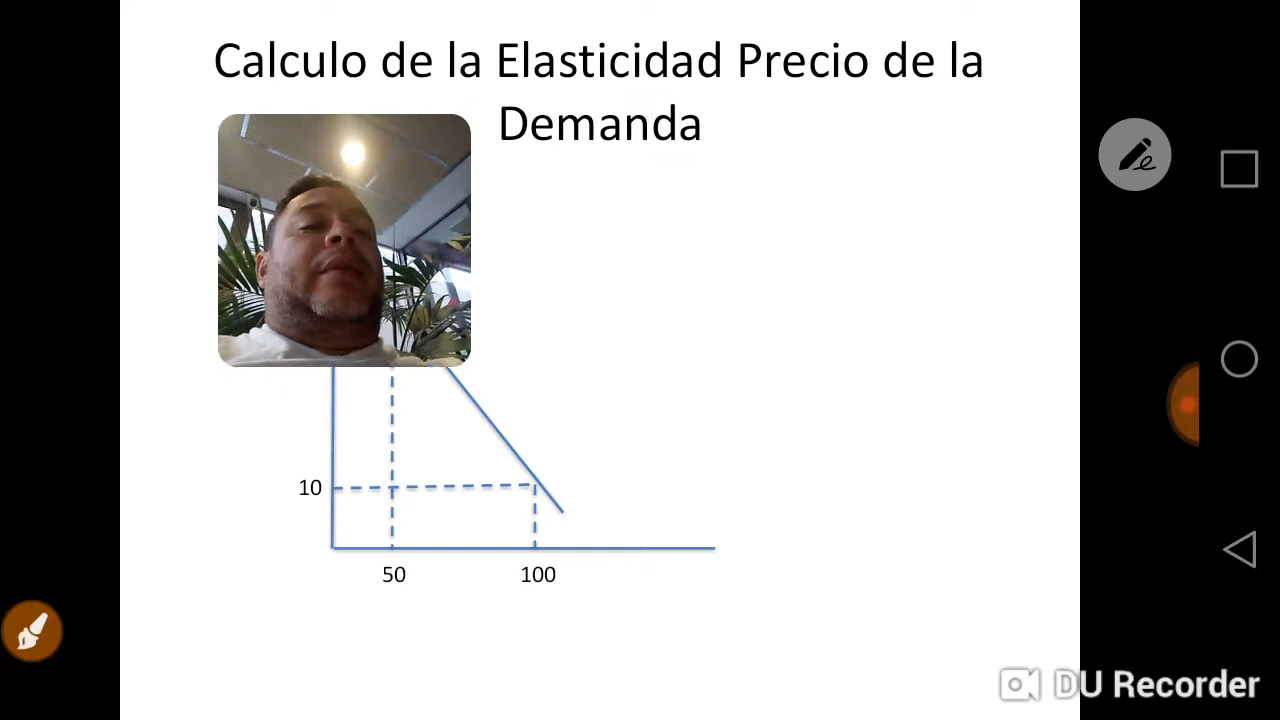 Calculo de la Elasticidad Precio de la
Demanda
10
50
100
DU Recorder